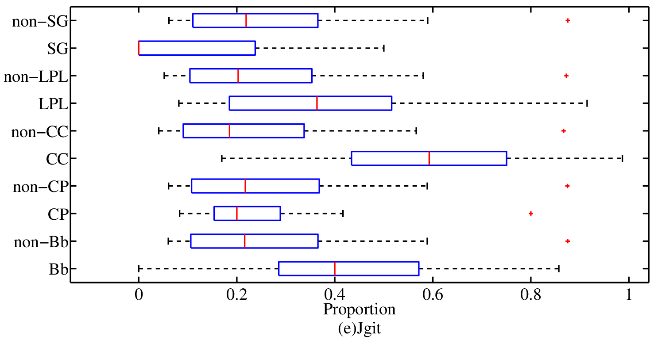 non−SG
SG
non−LPL
LPL
non−CC
CC
non−CP
CP
non−Bb
Bb
0 0.2 0.4 0.6 0.8 1
Proportion
(e)Jgit